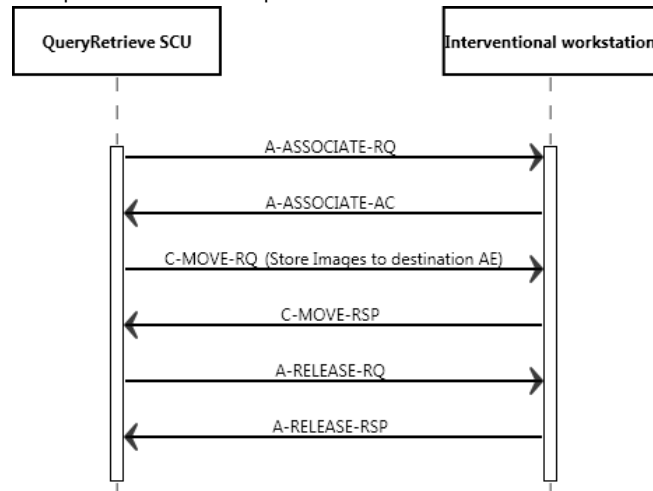 QueryRetrieve SCU
Interventional workstation
A-ASSOCIATE-RQ
A-ASSOCIATE-AC
C-MOVE-RQ (Store Images to destination AE)
C-MOVE-RSP
A-RELEASE-RQ
A-RELEASE-RSP